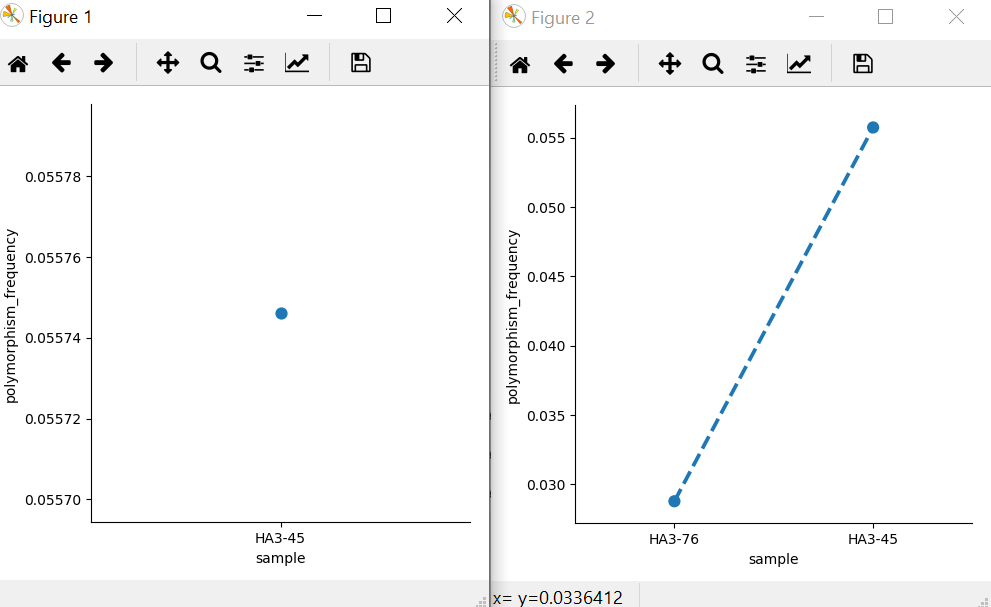 Figure 1
0.05578
0.05576
0.05574
0.05572
0.05570
polymorphism_frequency
HA3-45
sample
Figure 2
0.055
0.050
0.045
0.040
0.035
0.030
polymorphism_frequency
HA3-76 HA3-45
sample
x= y=0.0336412